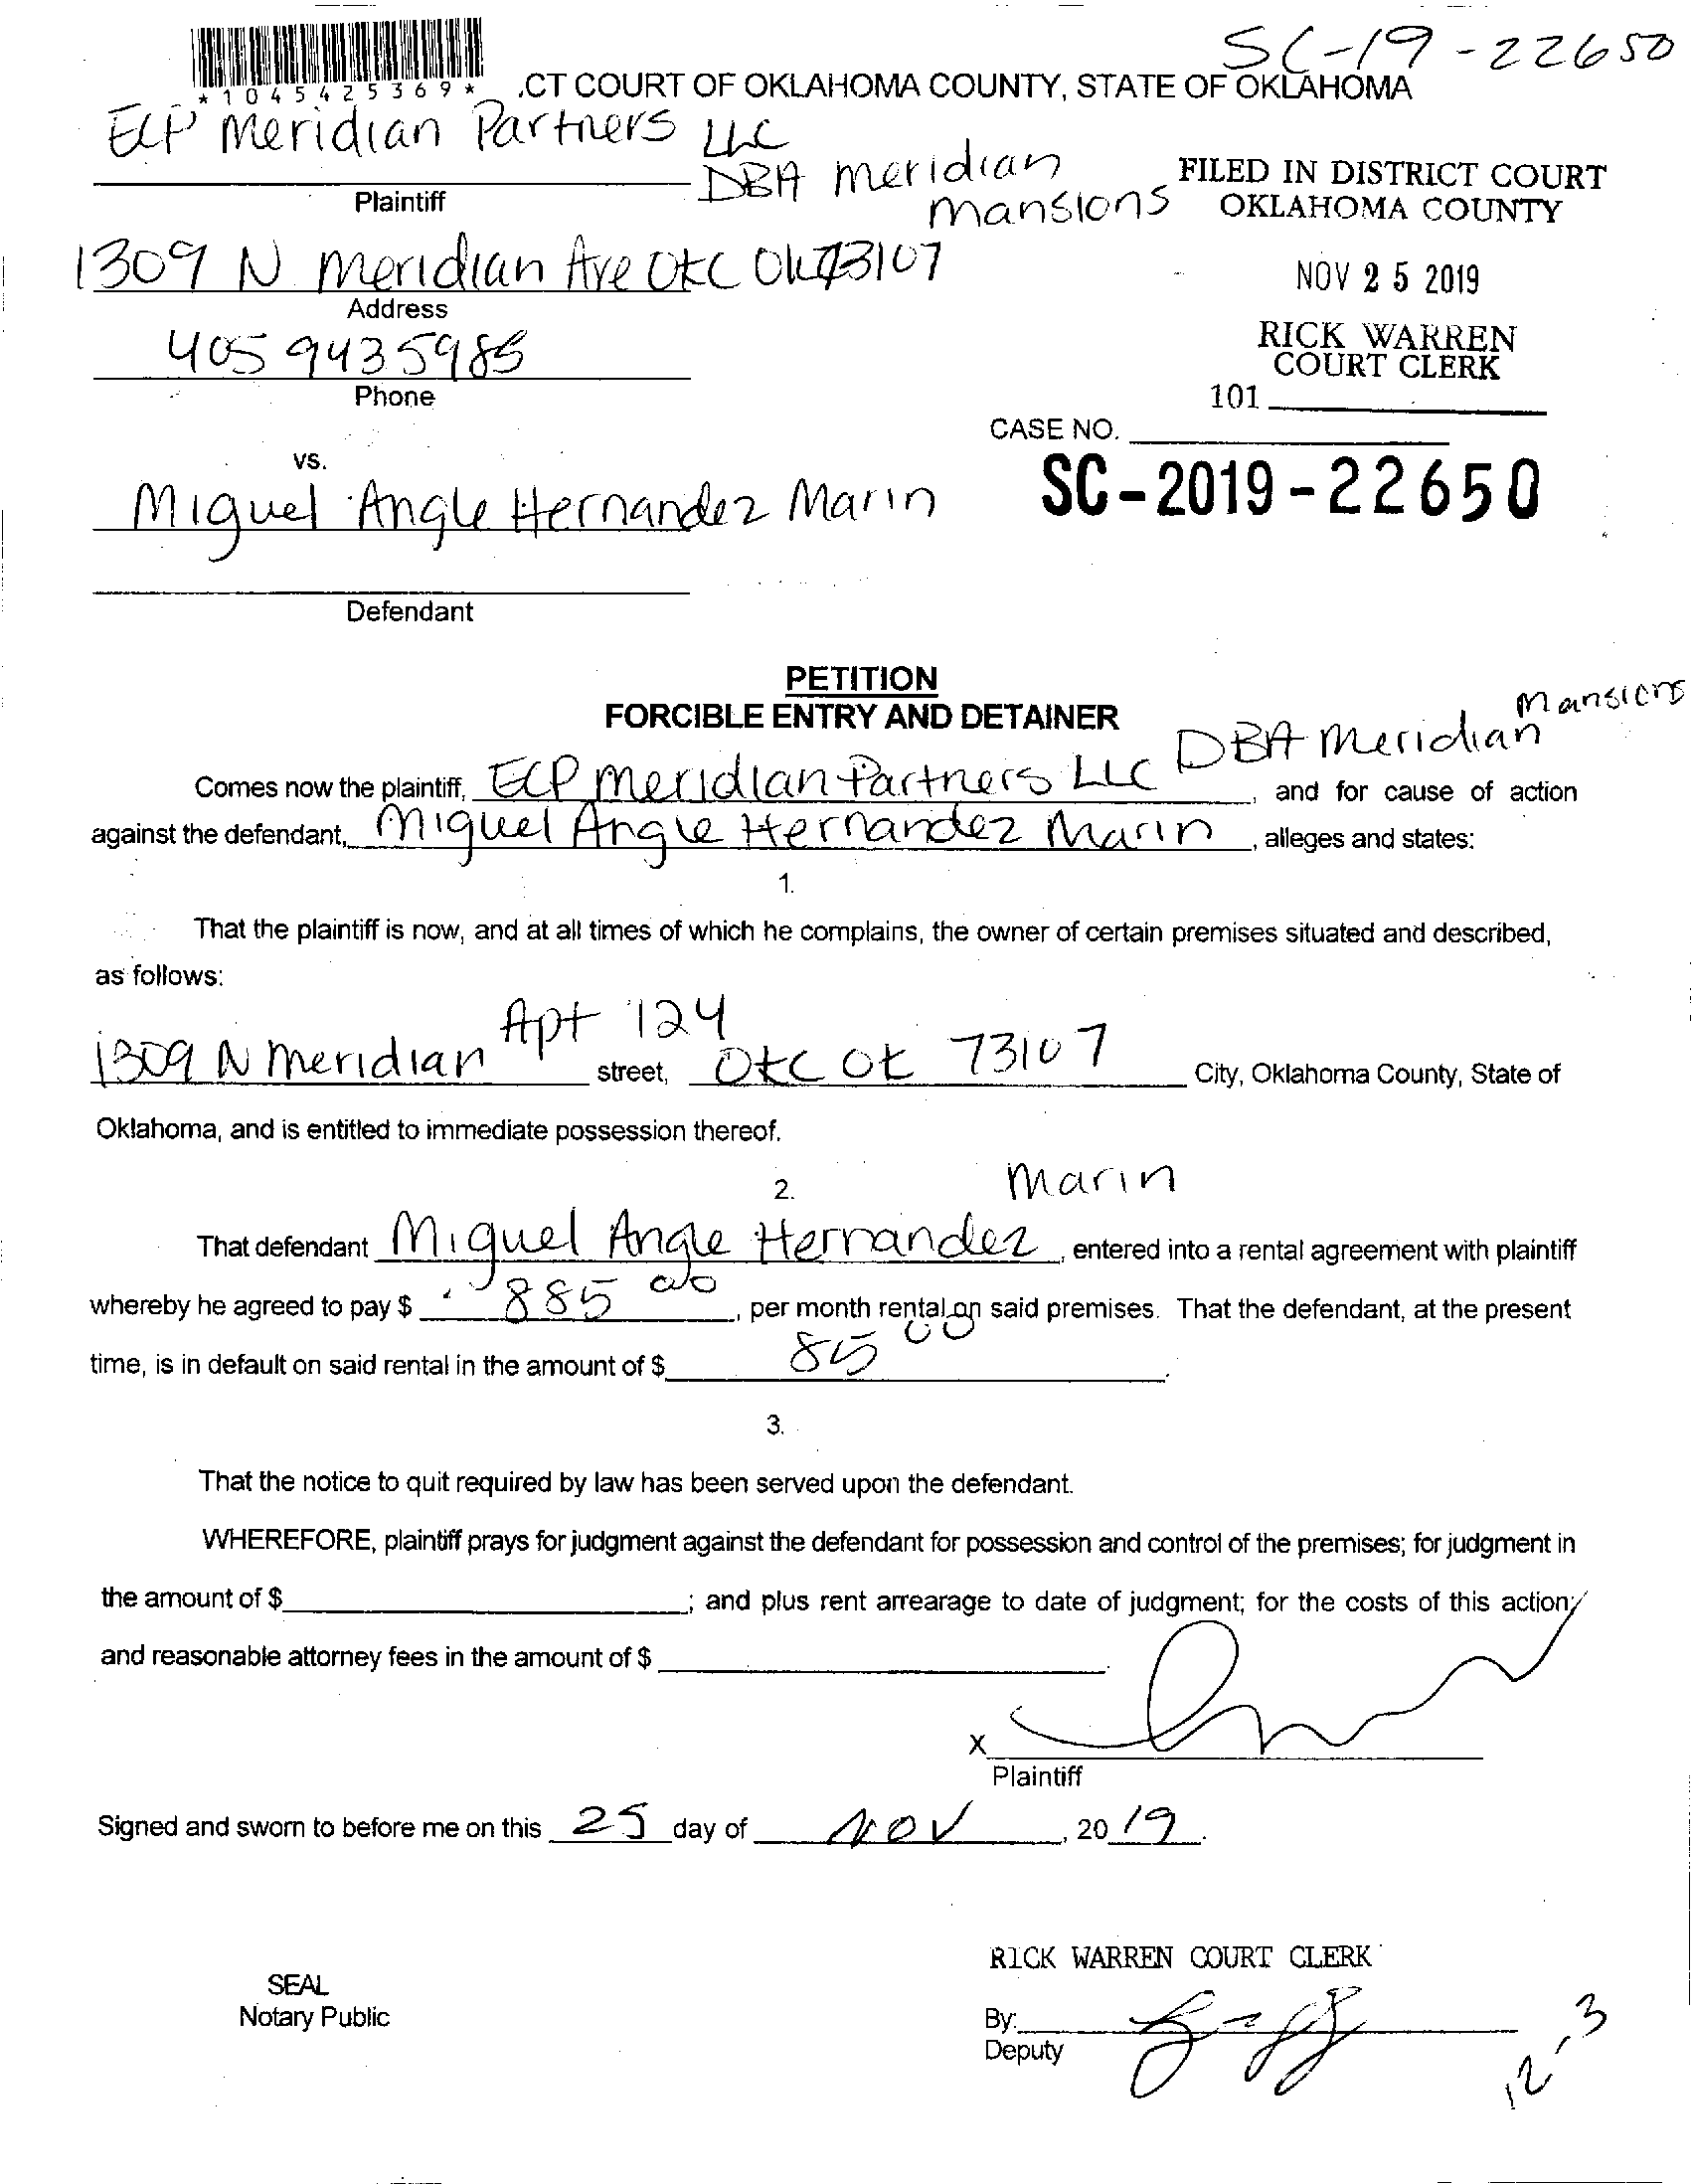 SC-19-22650
*1045425369*
.CT COURT OF OKLAHOMA COUNTY, STATE OF OKLAHOMA
ECP Meridian Partners LLC
DBA Meridian
Mansions
Plaintiff
FILED IN DISTRICT COURT
OKLAHOMA COUNTY
1309 N Meridian Ave OKC OK 73107
Address
NOV 25 2019
405 9435985
Phone
RICK WARREN
COURT CLERK
101
CASE NO.
SC-2019-22650
vs.
Miguel Angle Hernandez Marin
Defendant
PETITION
FORCIBLE ENTRY AND DETAINER
Comes now the plaintiff, ECP Meridian Partners LLC DBA Meridian Mansions, and for cause of action
against the defendant, Miguel Angle Hernandez Marin, alleges and states:
1.
That the plaintiff is now, and at all times of which he complains, the owner of certain premises situated and described,
as follows:
1309 N Meridian Apt 124 street, OKC OK 73107 City, Oklahoma County, State of
Oklahoma, and is entitled to immediate possession thereof.
2.
That defendant Miguel Angle Hernandez Marin, entered into a rental agreement with plaintiff
whereby he agreed to pay $ 885 00, per month rental on said premises. That the defendant, at the present
time, is in default on said rental in the amount of $ 85 00.
3.
That the notice to quit required by law has been served upon the defendant.
WHEREFORE, plaintiff prays for judgment against the defendant for possession and control of the premises; for judgment in
the amount of $ ; and plus rent arrearage to date of judgment; for the costs of this action;
and reasonable attorney fees in the amount of $
X
Plaintiff
Signed and sworn to before me on this 25 day of NOV, 20 19.
RICK WARREN COURT CLERK
SEAL
Notary Public
By:
Deputy
12-3